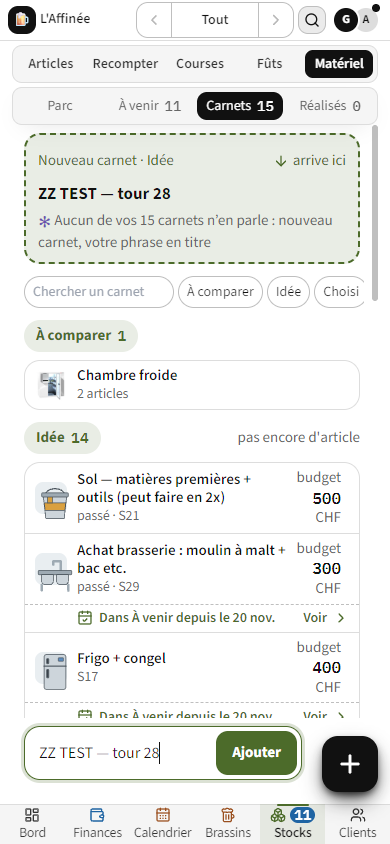 L'Affinée
Tout
G
A
Articles Recompter Courses Fûts Matériel
Parc À venir 11 Carnets 15 Réalisés 0
Nouveau carnet · Idée arrive ici
ZZ TEST — tour 28
Aucun de vos 15 carnets n'en parle : nouveau
carnet, votre phrase en titre
Chercher un carnet À comparer Idée Choisi
À comparer 1
Chambre froide
2 articles
Idée 14 pas encore d'article
Sol — matières premières +
outils (peut faire en 2x)
passé · S21
budget
500
CHF
Achat brasserie : moulin à malt +
bac etc.
passé · S29
budget
300
CHF
Dans À venir depuis le 20 nov. Voir
Frigo + congel
S17
budget
400
CHF
Dans À venir depuis le 20 nov. Voir
ZZ TEST — tour 28 Ajouter
Bord Finances Calendrier Brassins Stocks 11 Clients